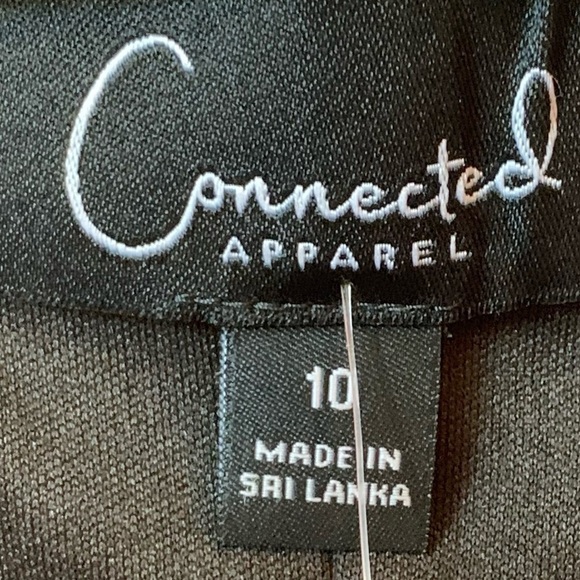 Connected
APPAREL
10
MADE IN
SRI LANKA